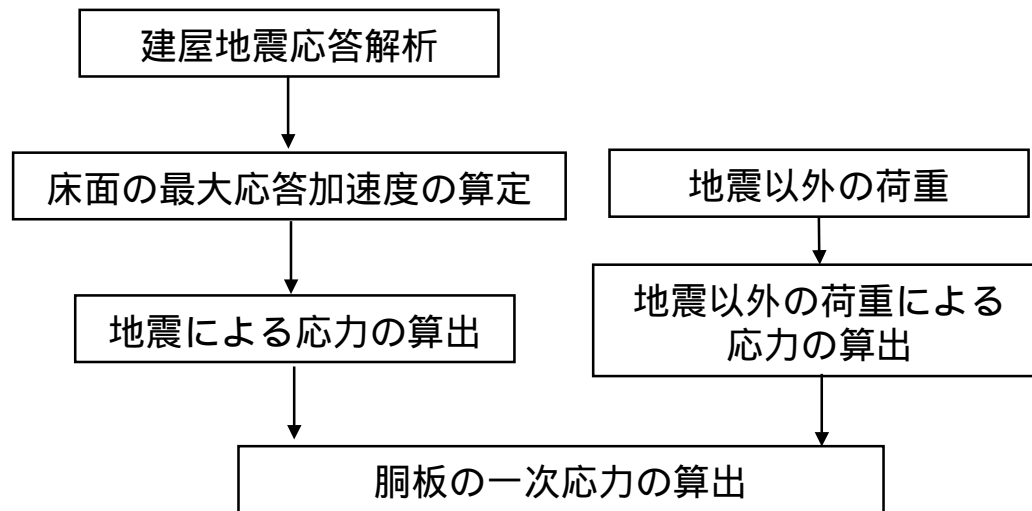 建屋地震応答解析
床面の最大応答加速度の算定
地震以外の荷重
地震による応力の算出
地震以外の荷重による
応力の算出
胴板の一次応力の算出